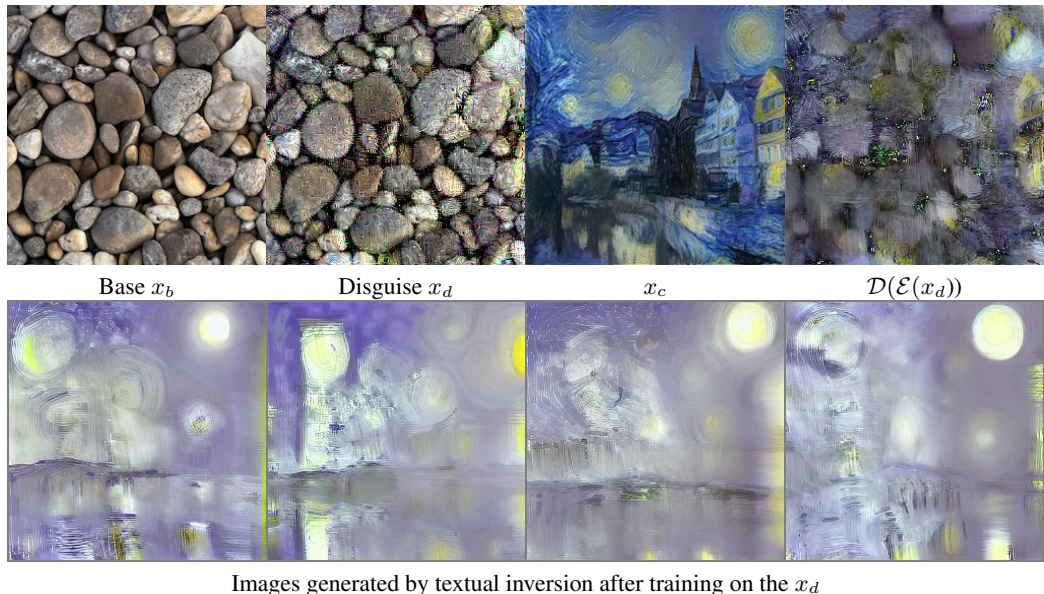 Base $x_b$
Disguise $x_d$
$x_c$
$\mathcal{D}(\mathcal{E}(x_d))$
Images generated by textual inversion after training on the $x_d$